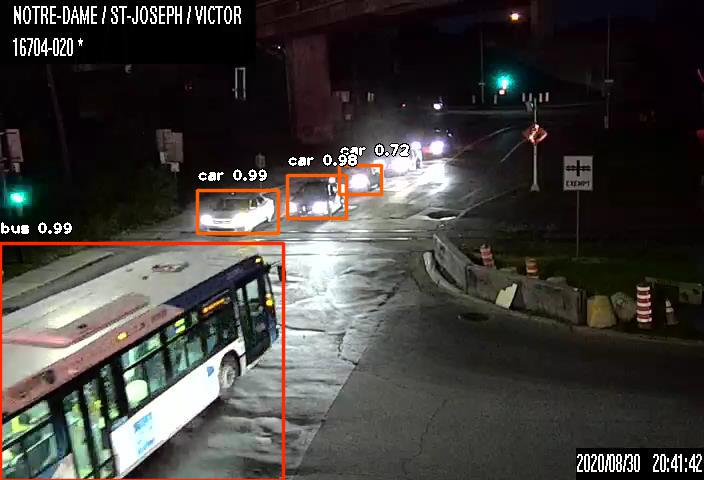 NOTRE-DAME / ST-JOSEPH / VICTOR
16704-020 *
car 0.72
car 0.98
car 0.99
bus 0.99
EXEMPT
2020/08/30 20:41:42